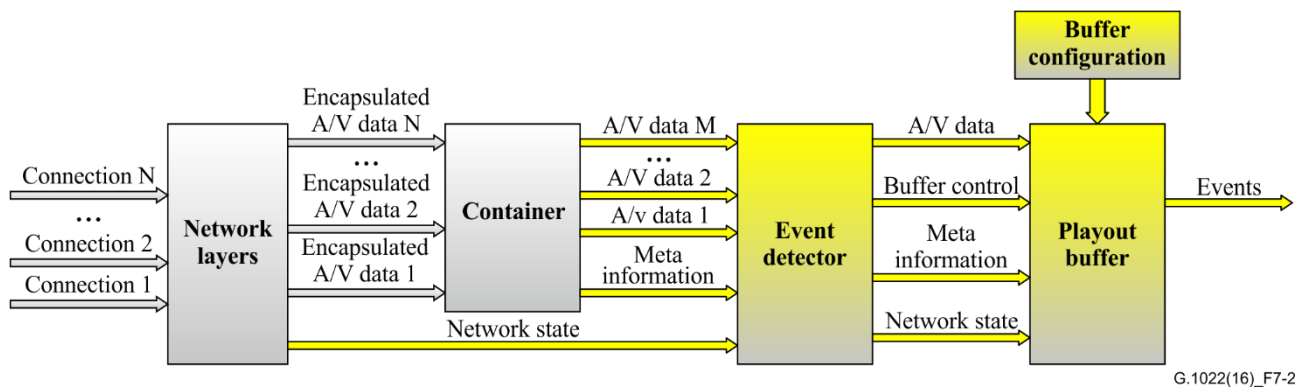 Buffer
configuration
Encapsulated
A/V data N
...
Encapsulated
A/V data 2
Encapsulated
A/V data 1
A/V data M
...
A/V data 2
A/v data 1
Meta
information
A/V data
Buffer control
Meta
information
Network state
Connection N
...
Connection 2
Connection 1
Network
layers
Container
Event
detector
Playout
buffer
Events
Network state
G.1022(16)_F7-2